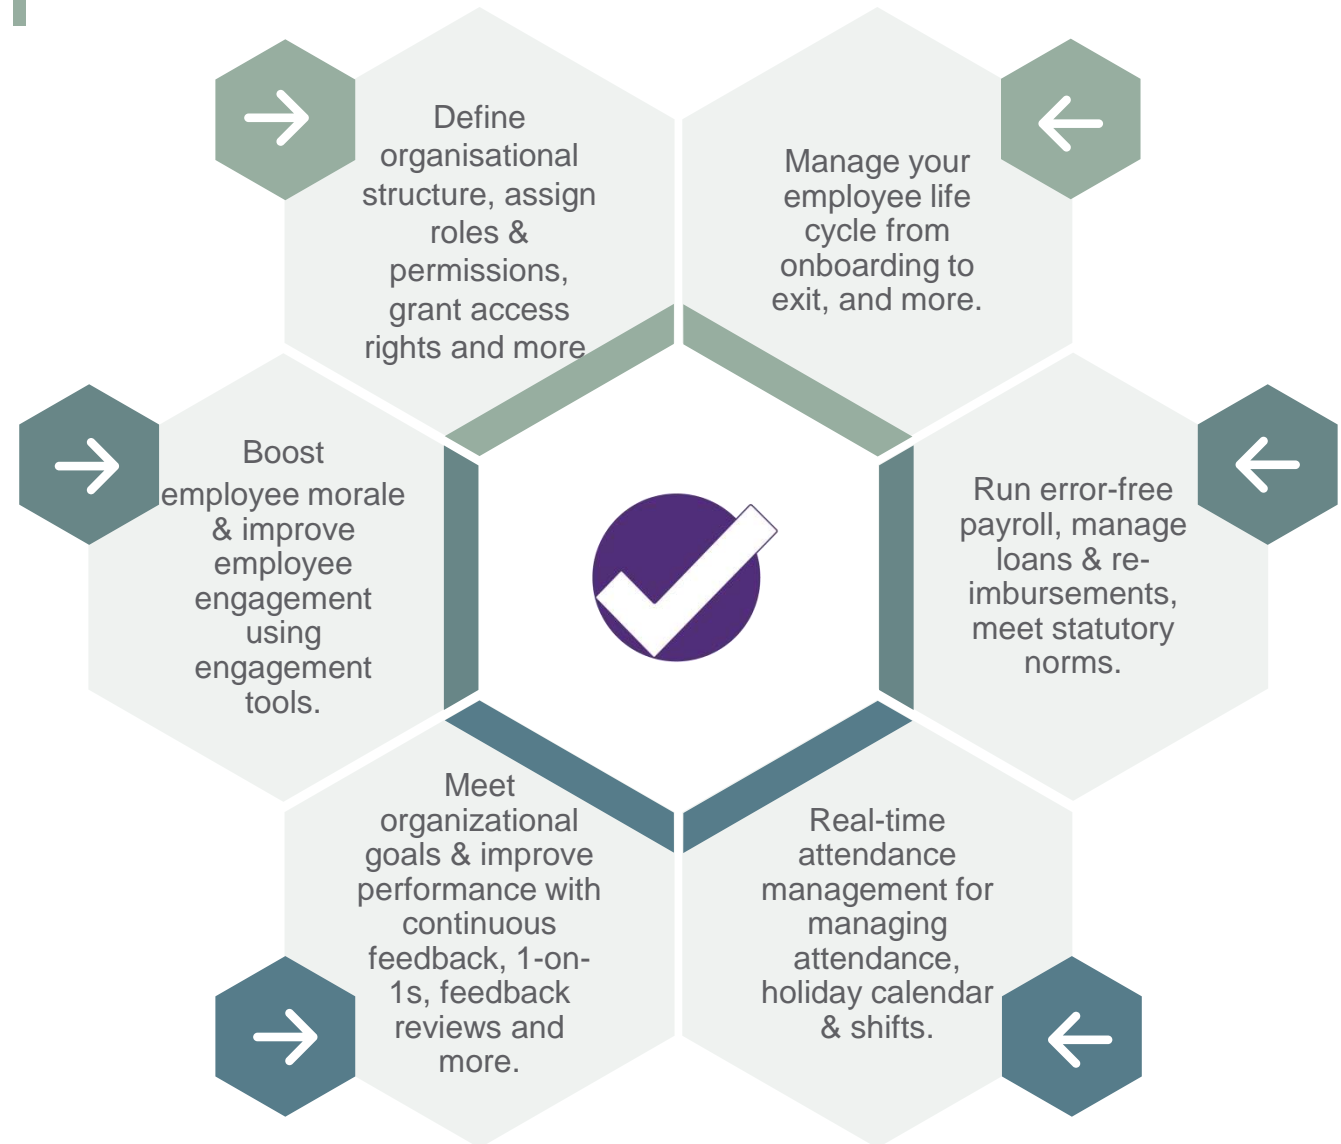 Define
organisational
structure, assign
roles &
permissions,
grant access
rights and more
Manage your
employee life
cycle from
onboarding to
exit, and more.
Boost
employee morale
& improve
employee
engagement
using
engagement
tools.
Run error-free
payroll, manage
loans & re-
imbursements,
meet statutory
norms.
Meet
organizational
goals & improve
performance with
continuous
feedback, 1-on-
1s, feedback
reviews and
more.
Real-time
attendance
management for
managing
attendance,
holiday calendar
& shifts.